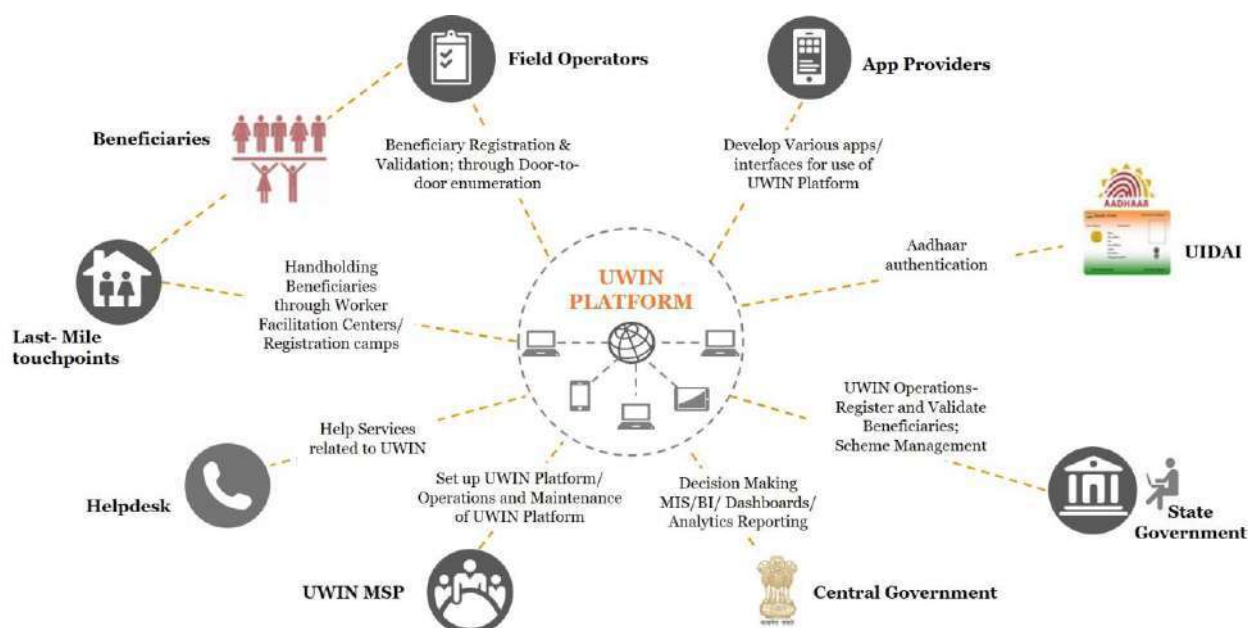 Field Operators
App Providers
Beneficiaries
Beneficiary Registration &
Validation; through Door-to-
door enumeration
Develop Various apps/
interfaces for use of
UWIN Platform
AADHAAR
Aadhaar
authentication
UIDAI
Handholding
Beneficiaries
through Worker
Facilitation Centers/
Registration camps
UWIN
PLATFORM
Last- Mile
touchpoints
UWIN Operations-
Register and Validate
Beneficiaries;
Scheme Management
Help Services
related to UWIN
Helpdesk
Set up UWIN Platform/
Operations and Maintenance
of UWIN Platform
Decision Making
MIS/BI/ Dashboards/
Analytics Reporting
State
Government
UWIN MSP
Central Government